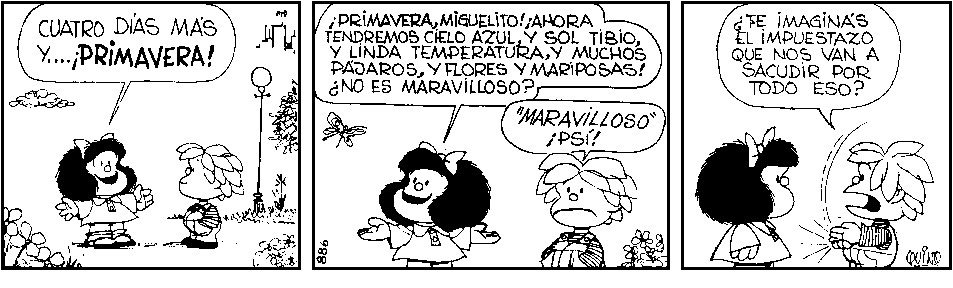 CUATRO DÍAS MÁS
Y....¡PRIMAVERA!
¡PRIMAVERA, MIGUELITO! ¡AHORA
TENDREMOS CIELO AZUL, Y SOL TIBIO,
Y LINDA TEMPERATURA, Y MUCHOS
PÁJAROS, Y FLORES Y MARIPOSAS!
¿NO ES MARAVILLOSO?
"MARAVILLOSO"
¡PSÍ!
886
¿TE IMAGINÁS
EL IMPUESTAZO
QUE NOS VAN A
SACUDIR POR
TODO ESO?
QUINO